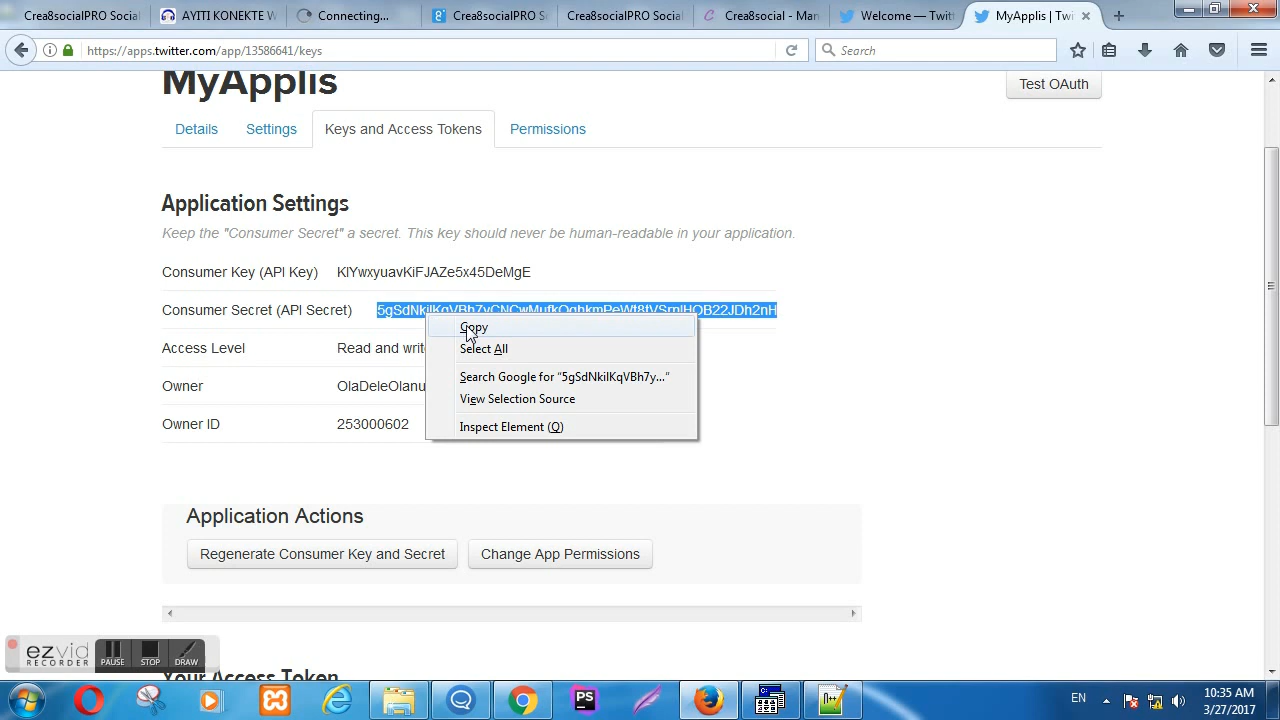 Crea8socialPRO S
AYITI KONEKTE
Connecting...
Crea8socialPRO Social
Crea8socialPRO Social
Crea8social - Man
Welcome — Twitt
MyApplis | Twi
https://apps.twitter.com/app/13586641/keys
Search
MyApplis
Test OAuth
Details
Settings
Keys and Access Tokens
Permissions
Application Settings
Keep the "Consumer Secret" a secret. This key should never be human-readable in your application.
Consumer Key (API Key)
Consumer Secret (API Secret)
Copy
Select All
Search Google for
View Selection Source
Inspect Element (Q)
Access Level Read and writ
Owner OlaDeleOlanu
Owner ID 253000602
Application Actions
Regenerate Consumer Key and Secret
Change App Permissions
Your Access Token
ezvid
RECORDER
PAUSE
STOP
DRAW
PS
EN
10:35 AM
3/27/2017